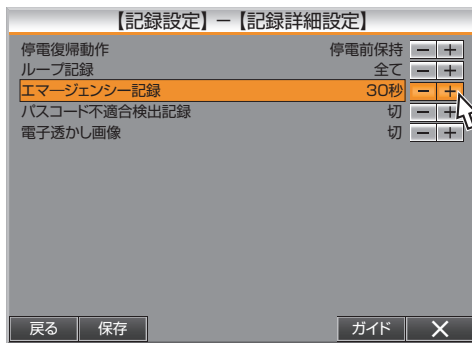 【記録設定】－【記録詳細設定】
停電復帰動作 停電前保持 － ＋
ループ記録 全て － ＋
エマージェンシー記録 30秒 － ＋
パスコード不適合検出記録 切 － ＋
電子透かし画像 切 － ＋
戻る 保存 ガイド ×